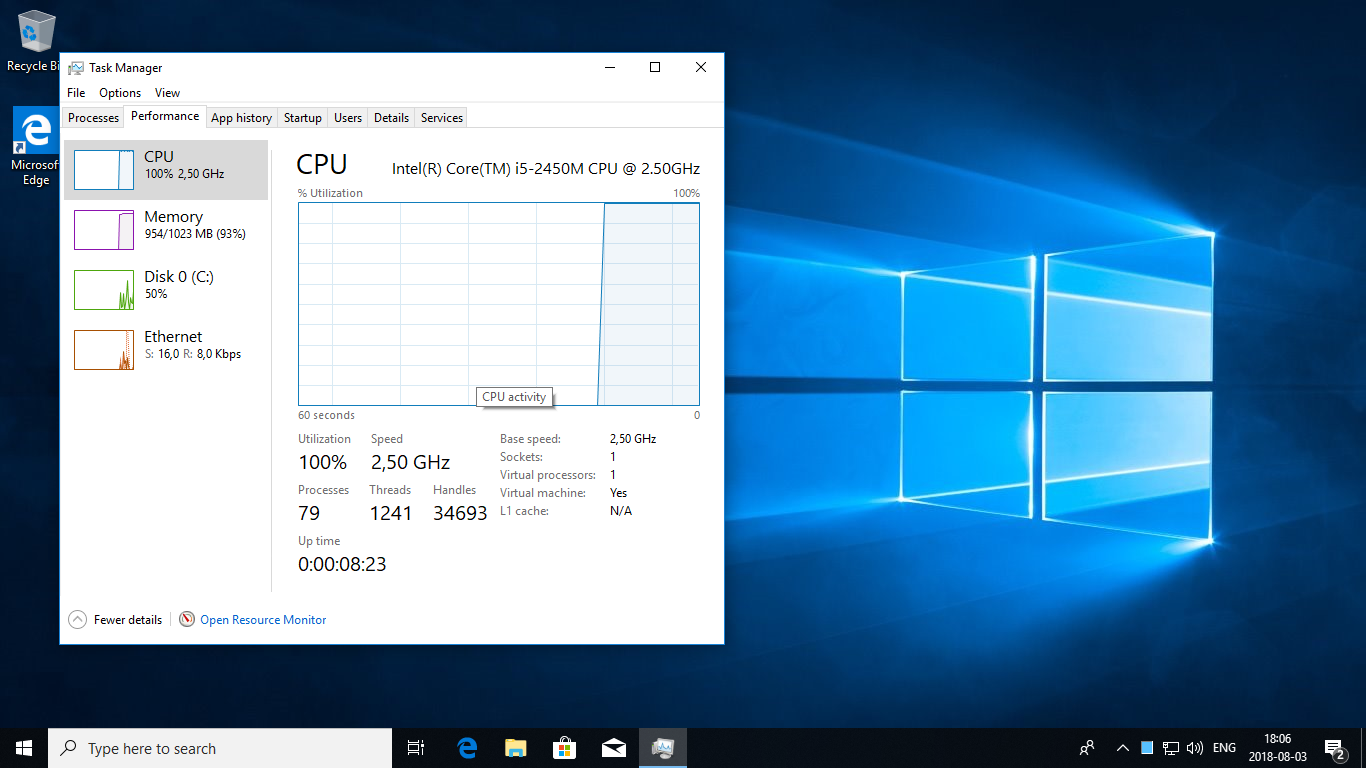 Recycle Bi
Microsof
Edge
Task Manager
File Options View
Processes Performance App history Startup Users Details Services
CPU
100% 2,50 GHz
Memory
954/1023 MB (93%)
Disk 0 (C:)
50%
Ethernet
S: 16,0 R: 8,0 Kbps
CPU Intel(R) Core(TM) i5-2450M CPU @ 2.50GHz
% Utilization 100%
CPU activity
60 seconds 0
Utilization Speed
100% 2,50 GHz
Processes Threads Handles
79 1241 34693
Up time
0:00:08:23
Base speed: 2,50 GHz
Sockets: 1
Virtual processors: 1
Virtual machine: Yes
L1 cache: N/A
Fewer details Open Resource Monitor
Type here to search
ENG
18:06
2018-08-03
2